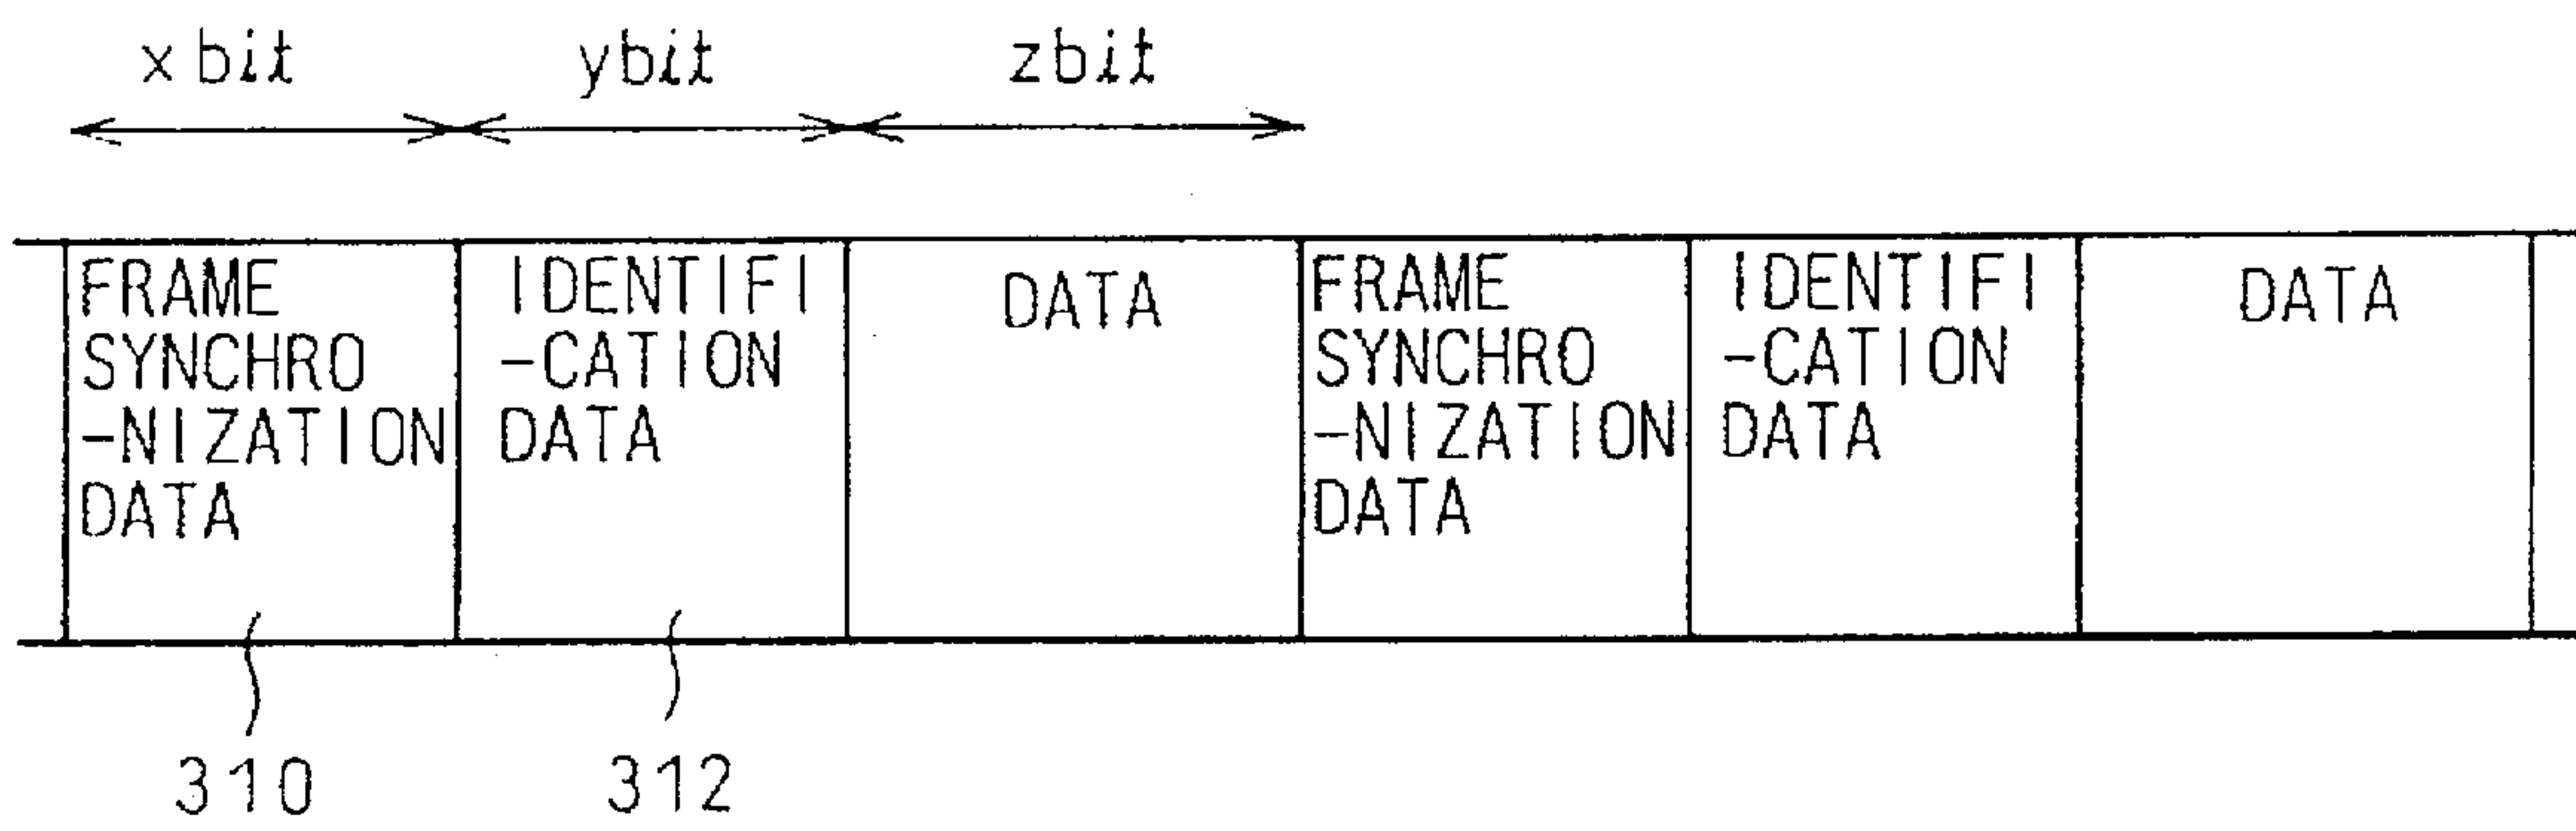 x bit
ybit
zbit
FRAME
SYNCHRO
-NIZATION
DATA
IDENTIFI
-CATION
DATA
DATA
FRAME
SYNCHRO
-NIZATION
DATA
IDENTIFI
-CATION
DATA
DATA
310
312